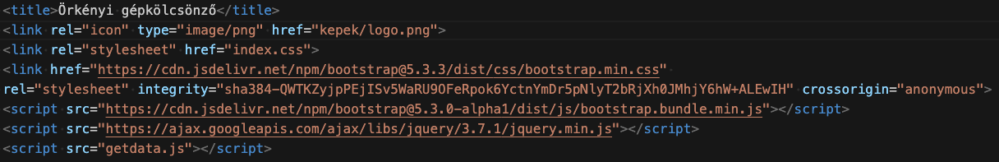 <title>Örkényi gépkölcsönző</title>
<link rel="icon" type="image/png" href="kepek/logo.png">
<link rel="stylesheet" href="index.css">
<link href="https://cdn.jsdelivr.net/npm/bootstrap@5.3.3/dist/css/bootstrap.min.css"
rel="stylesheet" integrity="sha384-QWTKZyjpPEjISv5WaRU9OFeRpok6YctnYmDr5pNlyT2bRjXh0JMhjY6hW+ALEwIH" crossorigin="anonymous">
<script src="https://cdn.jsdelivr.net/npm/bootstrap@5.3.0-alpha1/dist/js/bootstrap.bundle.min.js"></script>
<script src="https://ajax.googleapis.com/ajax/libs/jquery/3.7.1/jquery.min.js"></script>
<script src="getdata.js"></script>